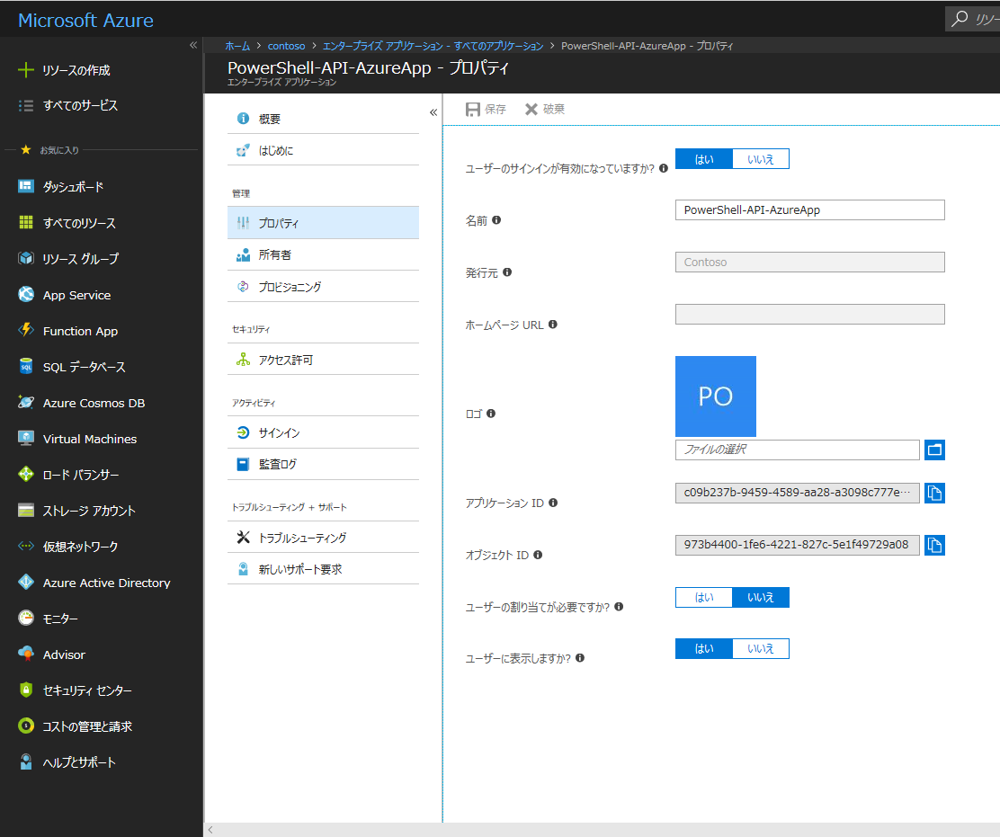 Microsoft Azure
リソー
リソースの作成
すべてのサービス
お気に入り
ダッシュボード
すべてのリソース
リソース グループ
App Service
Function App
SQL データベース
Azure Cosmos DB
Virtual Machines
ロード バランサー
ストレージ アカウント
仮想ネットワーク
Azure Active Directory
モニター
Advisor
セキュリティ センター
コストの管理と請求
ヘルプとサポート
ホーム > contoso > エンタープライズ アプリケーション - すべてのアプリケーション > PowerShell-API-AzureApp - プロパティ
PowerShell-API-AzureApp - プロパティ
エンタープライズ アプリケーション
概要
はじめに
管理
プロパティ
所有者
プロビジョニング
セキュリティ
アクセス許可
アクティビティ
サインイン
監査ログ
トラブルシューティング + サポート
トラブルシューティング
新しいサポート要求
保存 破棄
ユーザーのサインインが有効になっていますか? はい いいえ
名前 PowerShell-API-AzureApp
発行元 Contoso
ホームページ URL
PO
ロゴ
ファイルの選択
アプリケーション ID c09b237b-9459-4589-aa28-a3098c777e…
オブジェクト ID 973b4400-1fe6-4221-827c-5e1f49729a08
ユーザーの割り当てが必要ですか? はい いいえ
ユーザーに表示しますか? はい いいえ